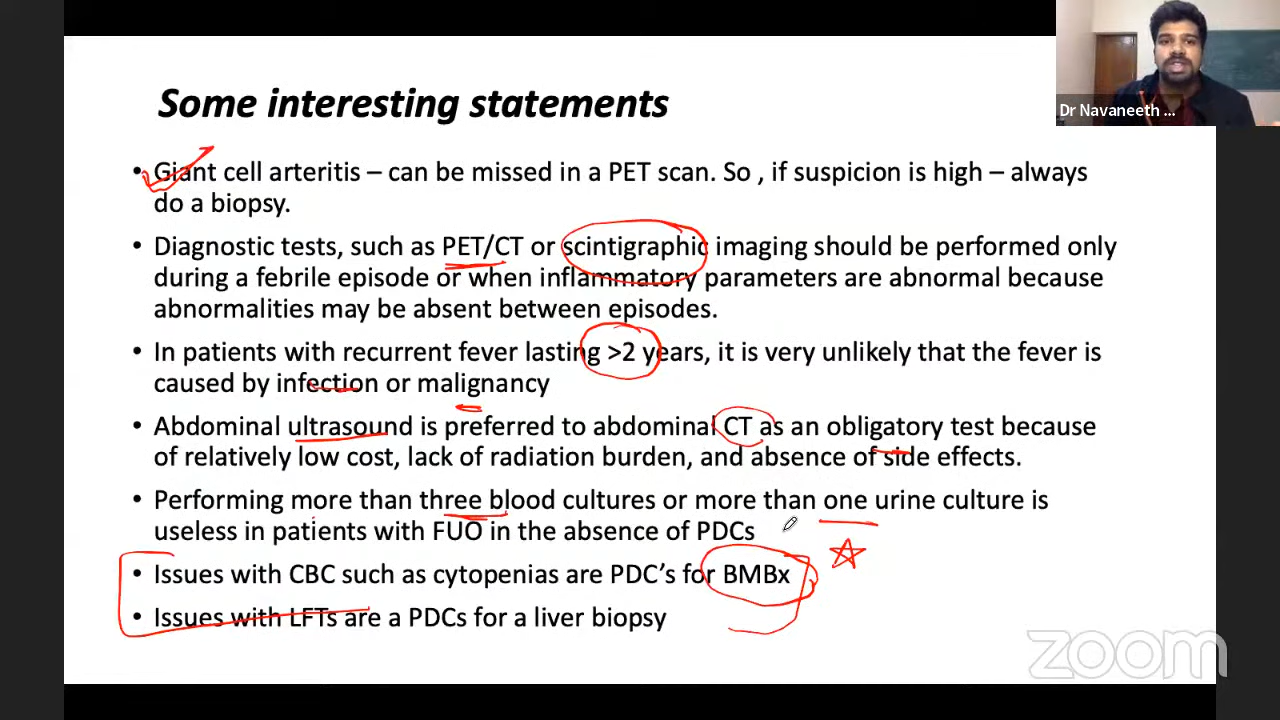 Dr Navaneeth ...
Some interesting statements
• Giant cell arteritis – can be missed in a PET scan. So , if suspicion is high – always
do a biopsy.
• Diagnostic tests, such as PET/CT or scintigraphic imaging should be performed only
during a febrile episode or when inflammatory parameters are abnormal because
abnormalities may be absent between episodes.
• In patients with recurrent fever lasting >2 years, it is very unlikely that the fever is
caused by infection or malignancy
• Abdominal ultrasound is preferred to abdominal CT as an obligatory test because
of relatively low cost, lack of radiation burden, and absence of side effects.
• Performing more than three blood cultures or more than one urine culture is
useless in patients with FUO in the absence of PDCs
• Issues with CBC such as cytopenias are PDC’s for BMBx
• Issues with LFTs are a PDCs for a liver biopsy
zoom